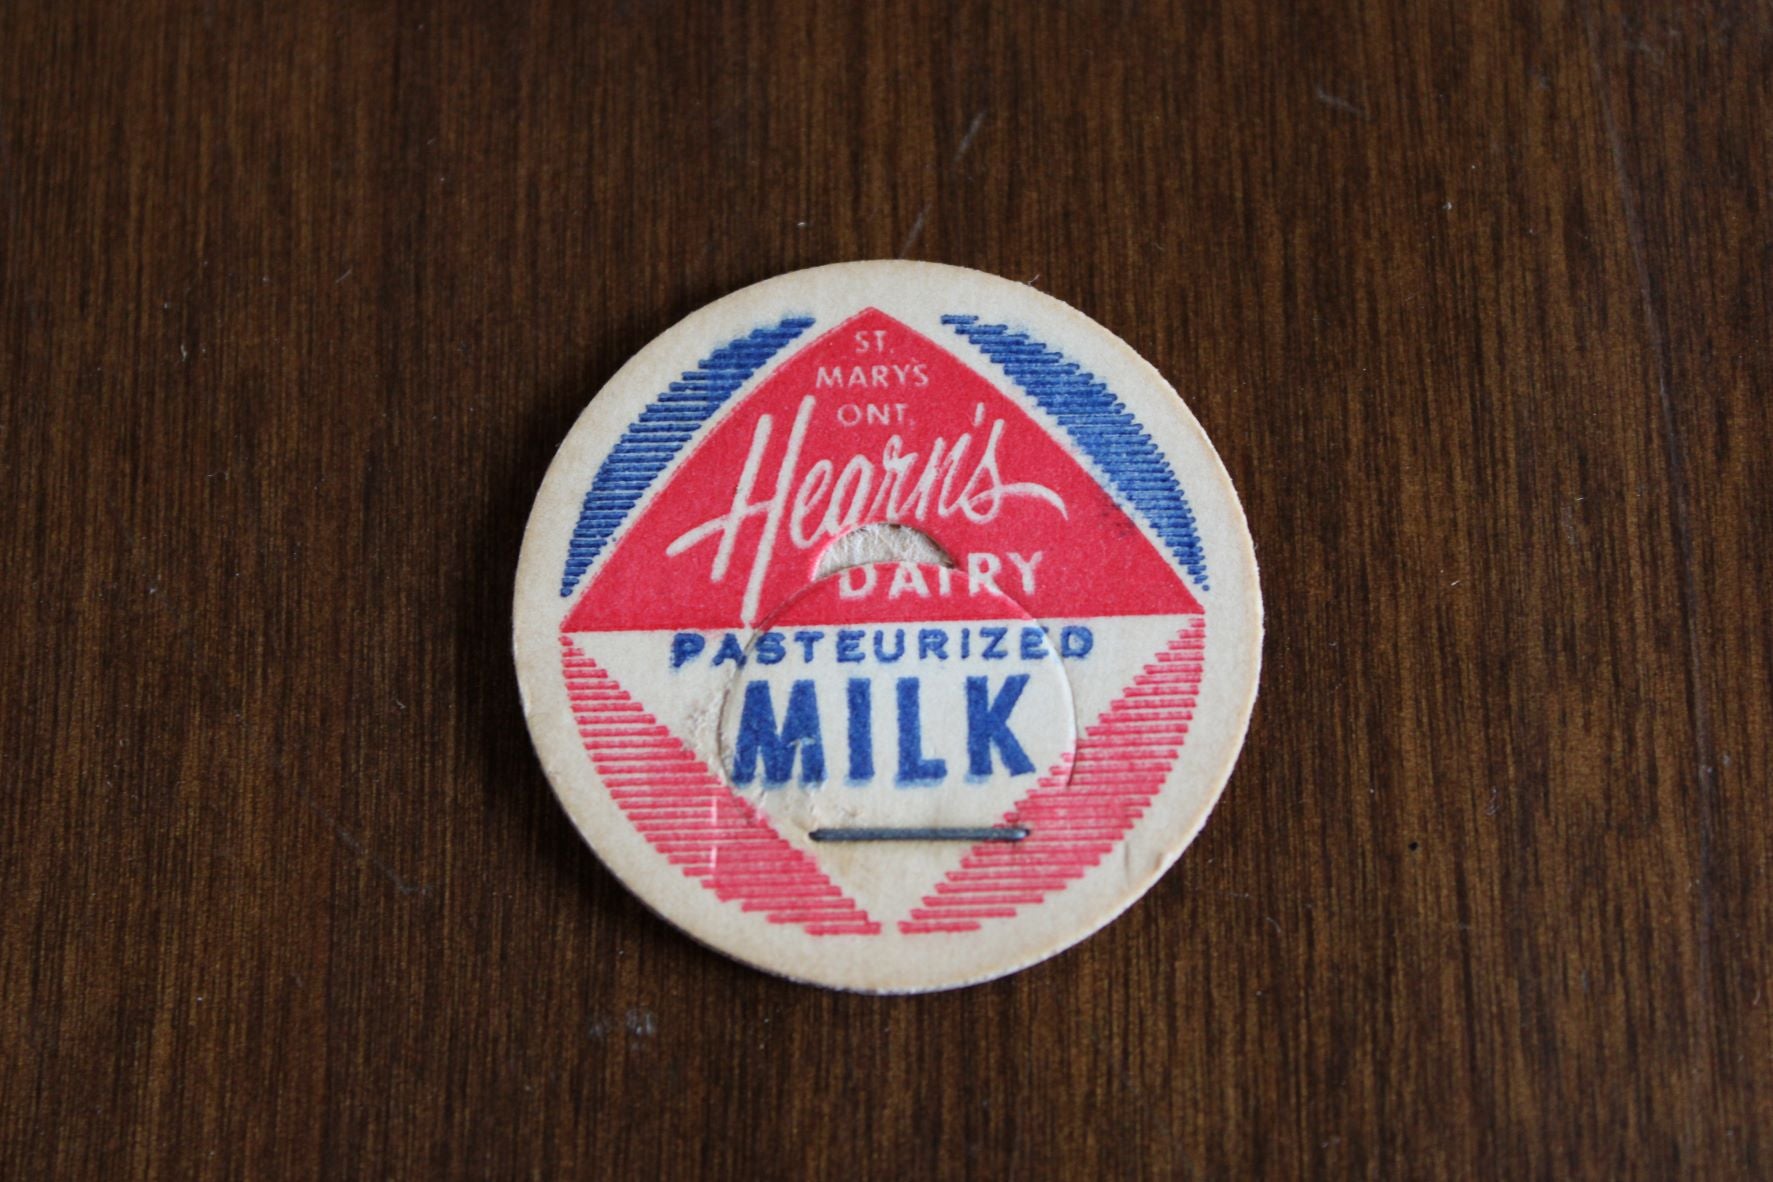 ST.
MARY'S
ONT.
Hearn's
DAIRY
PASTEURIZED
MILK